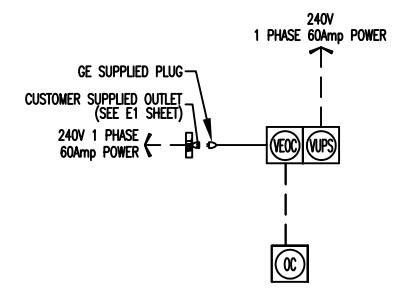 240V
1 PHASE 60Amp POWER
GE SUPPLIED PLUG
CUSTOMER SUPPLIED OUTLET
(SEE E1 SHEET)
240V 1 PHASE
60Amp POWER
VEOC
VUPS
OC